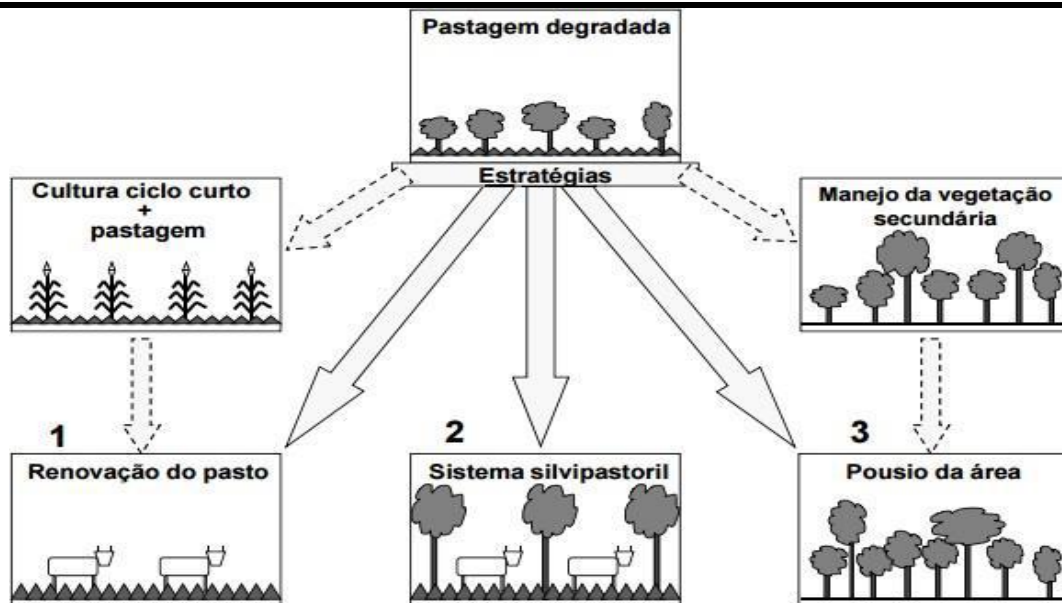 Pastagem degradada
Estratégias
Cultura ciclo curto
+
pastagem
Manejo da vegetação
secundária
1
Renovação do pasto
2
Sistema silvipastoril
3
Pousio da área